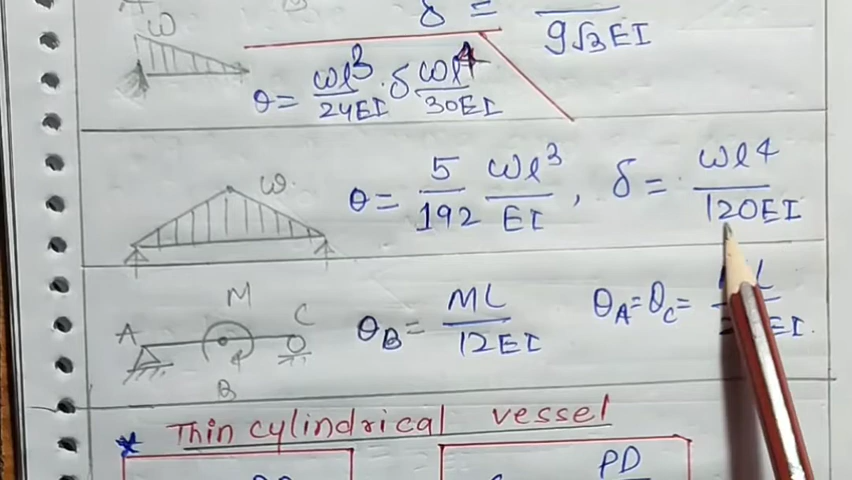 δ =
9√3EI
ω
θ = ωl³/24EI . δ ωl⁴/30EI
ω.
θ = 5/192 ωl³/EI , δ = ωl⁴/120EI
M
A C
θB = ML/12EI θA = θC = EI.
B
* Thin cylindrical vessel
PD